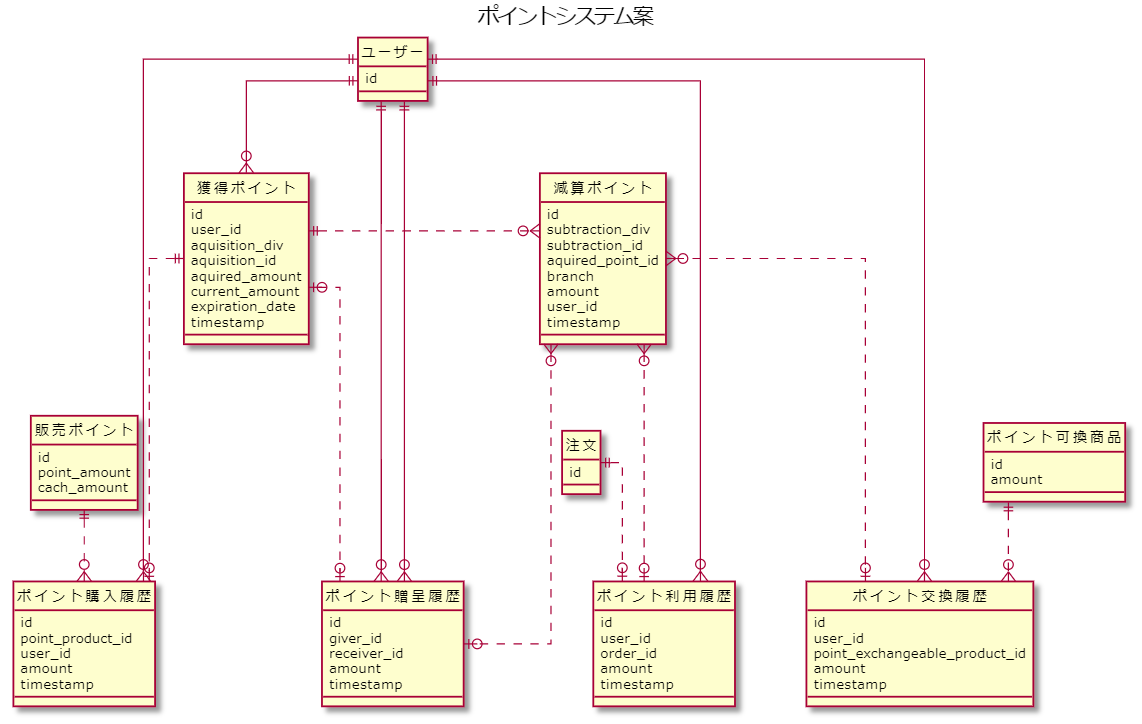 ポイントシステム案
ユーザー
id
獲得ポイント
id
user_id
aquisition_div
aquisition_id
aquired_amount
current_amount
expiration_date
timestamp
減算ポイント
id
subtraction_div
subtraction_id
aquired_point_id
branch
amount
user_id
timestamp
販売ポイント
id
point_amount
cach_amount
注文
id
ポイント可換商品
id
amount
ポイント購入履歴
id
point_product_id
user_id
amount
timestamp
ポイント贈呈履歴
id
giver_id
receiver_id
amount
timestamp
ポイント利用履歴
id
user_id
order_id
amount
timestamp
ポイント交換履歴
id
user_id
point_exchangeable_product_id
amount
timestamp